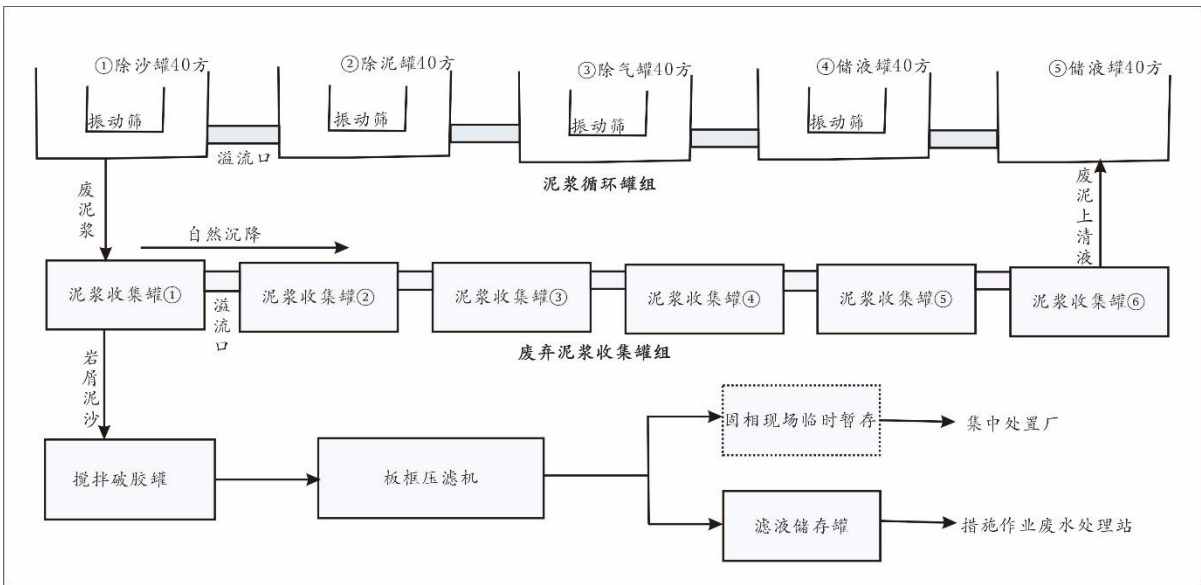 ①除沙罐40方
②除泥罐40方
③除气罐40方
④储液罐40方
⑤储液罐40方
振动筛
振动筛
振动筛
振动筛
溢流口
泥浆循环罐组
废泥浆
废泥上清液
自然沉降
泥浆收集罐①
溢流口
泥浆收集罐②
泥浆收集罐③
泥浆收集罐④
泥浆收集罐⑤
泥浆收集罐⑥
废弃泥浆收集罐组
岩屑泥沙
固相现场临时暂存
集中处置厂
搅拌破胶罐
板框压滤机
滤液储存罐
措施作业废水处理站